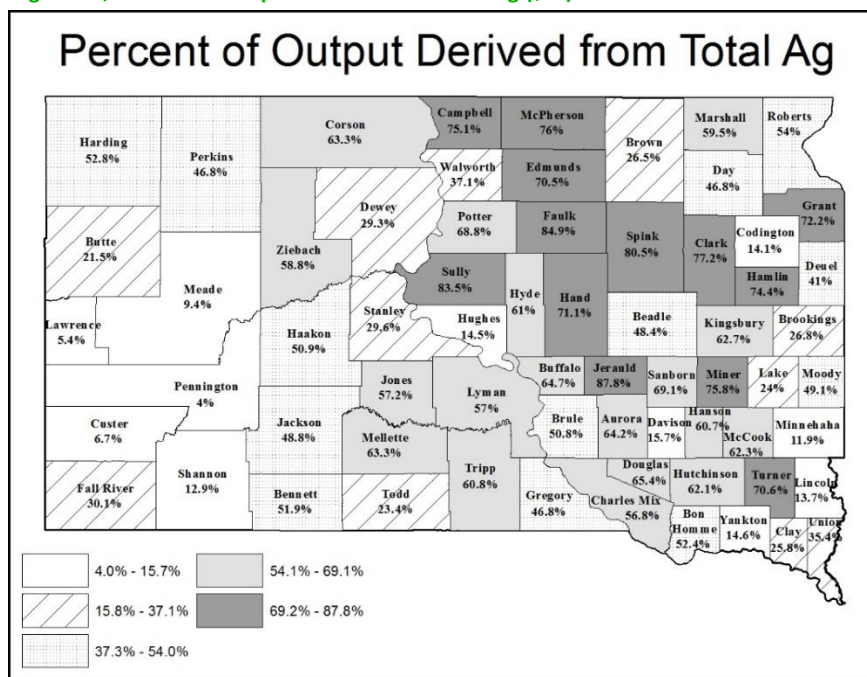 Percent of Output Derived from Total Ag
Harding
52.8%
Perkins
46.8%
Corson
63.3%
Campbell
75.1%
McPherson
76%
Brown
26.5%
Marshall
59.5%
Roberts
54%
Walworth
37.1%
Edmunds
70.5%
Day
46.8%
Grant
72.2%
Butte
21.5%
Dewey
29.3%
Ziebach
58.8%
Potter
68.8%
Faulk
84.9%
Spink
80.5%
Clark
77.2%
Codington
14.1%
Deuel
41%
Hamlin
74.4%
Meade
9.4%
Lawrence
5.4%
Sully
83.5%
Hyde
61%
Hand
71.1%
Stanley
29.6%
Hughes
14.5%
Beadle
48.4%
Kingsbury
62.7%
Brookings
26.8%
Haakon
50.9%
Pennington
4%
Jones
57.2%
Lyman
57%
Buffalo
64.7%
Jerauld
87.8%
Sanborn
69.1%
Miner
75.8%
Lake
24%
Moody
49.1%
Custer
6.7%
Jackson
48.8%
Mellette
63.3%
Brule
50.8%
Aurora
64.2%
Davison
15.7%
Hanson
60.7%
McCook
62.3%
Minnehaha
11.9%
Fall River
30.1%
Shannon
12.9%
Bennett
51.9%
Todd
23.4%
Tripp
60.8%
Gregory
46.8%
Douglas
65.4%
Charles Mix
56.8%
Hutchinson
62.1%
Turner
70.6%
Lincoln
13.7%
Bon
Homme
52.4%
Yankton
14.6%
Clay
25.8%
Union
35.4%
4.0% - 15.7%
54.1% - 69.1%
15.8% - 37.1%
69.2% - 87.8%
37.3% - 54.0%